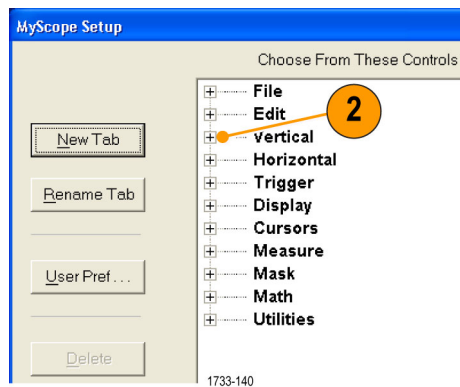 MyScope Setup
Choose From These Controls
File
Edit
2
Vertical
New Tab
Horizontal
Trigger
Rename Tab
Display
Cursors
Measure
User Pref . . .
Mask
Math
Utilities
Delete
1733-140